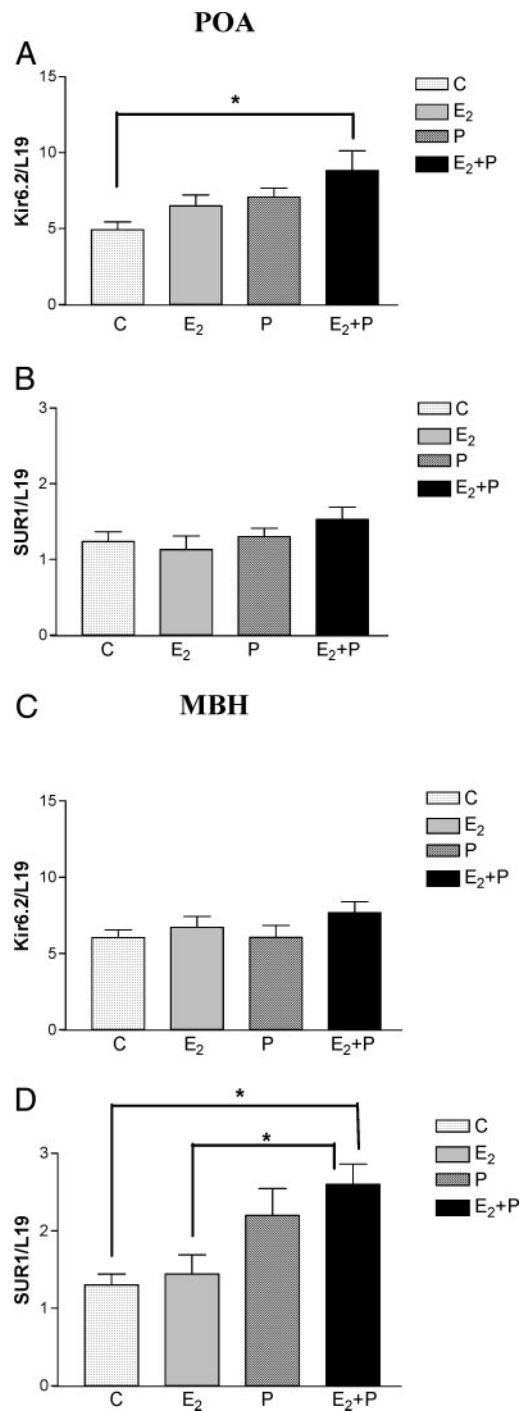 POA
A
Kir6.2/L19
15
10
5
0
*
C
E₂
P
E₂+P
C
E₂
P
E₂+P
B
SUR1/L19
3
2
1
0
C
E₂
P
E₂+P
C
E₂
P
E₂+P
C
MBH
Kir6.2/L19
15
10
5
0
C
E₂
P
E₂+P
C
E₂
P
E₂+P
D
SUR1/L19
3
2
1
0
*
*
C
E₂
P
E₂+P
C
E₂
P
E₂+P